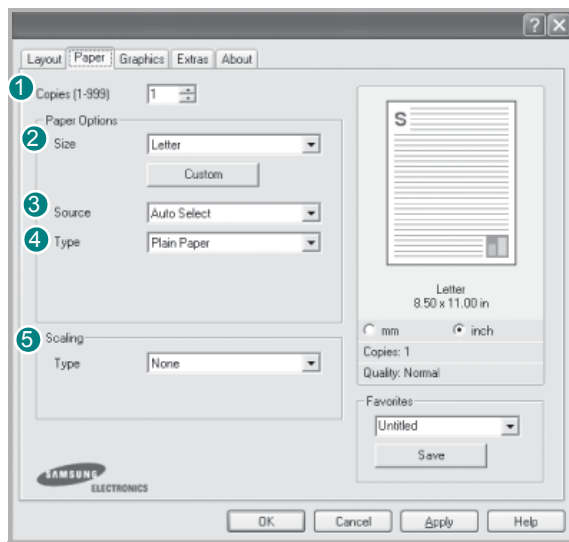 ?
Layout Paper Graphics Extras About
1 Copies (1-999) 1
Paper Options
2 Size Letter
Custom
3 Source Auto Select
4 Type Plain Paper
S
Letter
8.50 x 11.00 in
mm inch
Copies: 1
Quality: Normal
5 Scaling
Type None
Favorites
Untitled
Save
SAMSUNG
ELECTRONICS
OK Cancel Apply Help